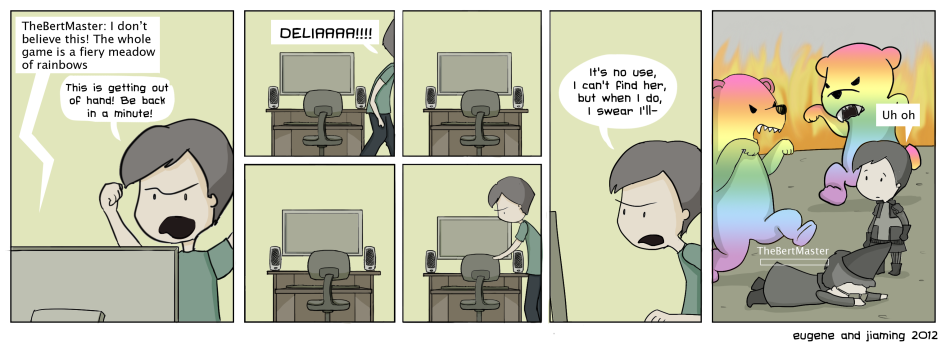 TheBertMaster: I don't
believe this! The whole
game is a fiery meadow
of rainbows
This is getting out
of hand! Be back
in a minute!
DELIAAAA!!!!
It's no use,
I can't find her,
but when I do,
I swear I'll-
Uh oh
TheBertMaster
eugene and jiaming 2012